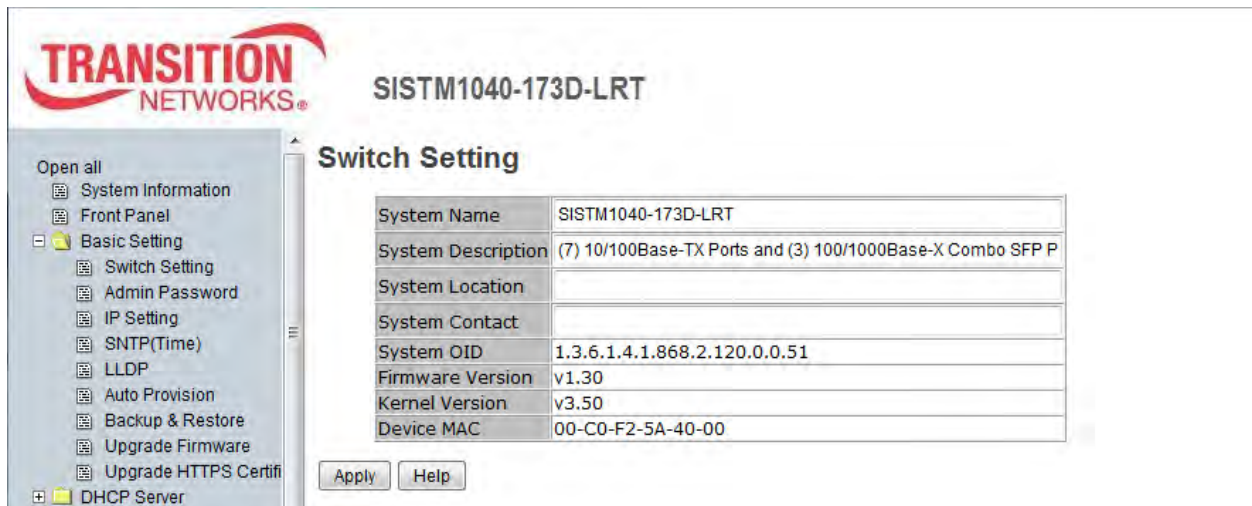 TRANSITION
NETWORKS®
SISTM1040-173D-LRT
Open all
System Information
Front Panel
Basic Setting
Switch Setting
Admin Password
IP Setting
SNTP(Time)
LLDP
Auto Provision
Backup & Restore
Upgrade Firmware
Upgrade HTTPS Certifi
DHCP Server
Switch Setting
System Name SISTM1040-173D-LRT
System Description (7) 10/100Base-TX Ports and (3) 100/1000Base-X Combo SFP P
System Location
System Contact
System OID 1.3.6.1.4.1.868.2.120.0.0.51
Firmware Version v1.30
Kernel Version v3.50
Device MAC 00-C0-F2-5A-40-00
Apply Help